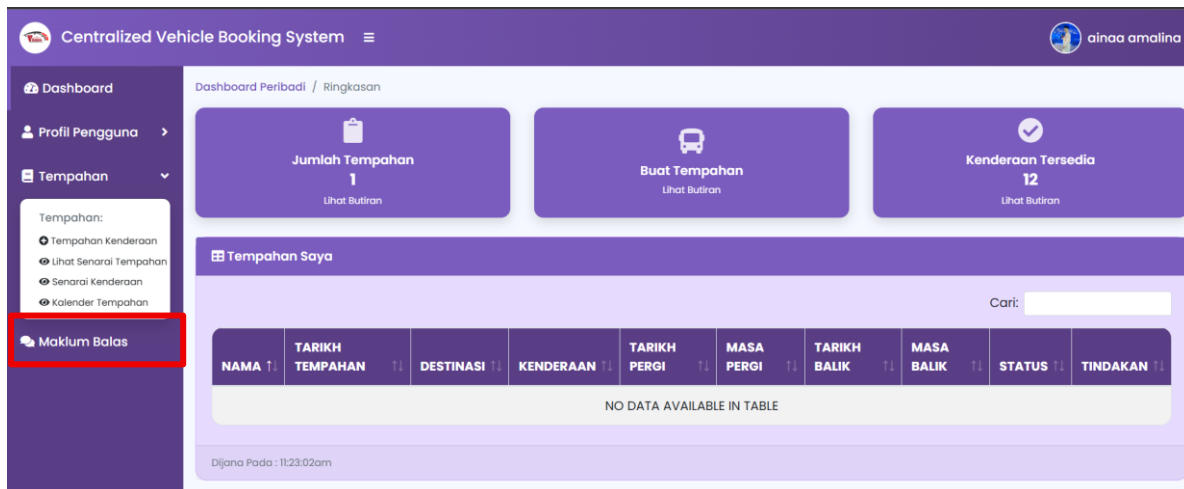 Centralized Vehicle Booking System
ainaa amalina
Dashboard
Profil Pengguna
Tempahan
Tempahan:
Tempahan Kenderaan
Lihat Senarai Tempahan
Senarai Kenderaan
Kalender Tempahan
Maklum Balas
Dashboard Peribadi / Ringkasan
Jumlah Tempahan
1
Lihat Butiran
Buat Tempahan
Lihat Butiran
Kenderaan Tersedia
12
Lihat Butiran
Tempahan Saya
Cari:
NAMA
TARIKH
TEMPAHAN
DESTINASI
KENDERAAN
TARIKH
PERGI
MASA
PERGI
TARIKH
BALIK
MASA
BALIK
STATUS
TINDAKAN
NO DATA AVAILABLE IN TABLE
Dijana Pada : 11:23:02am